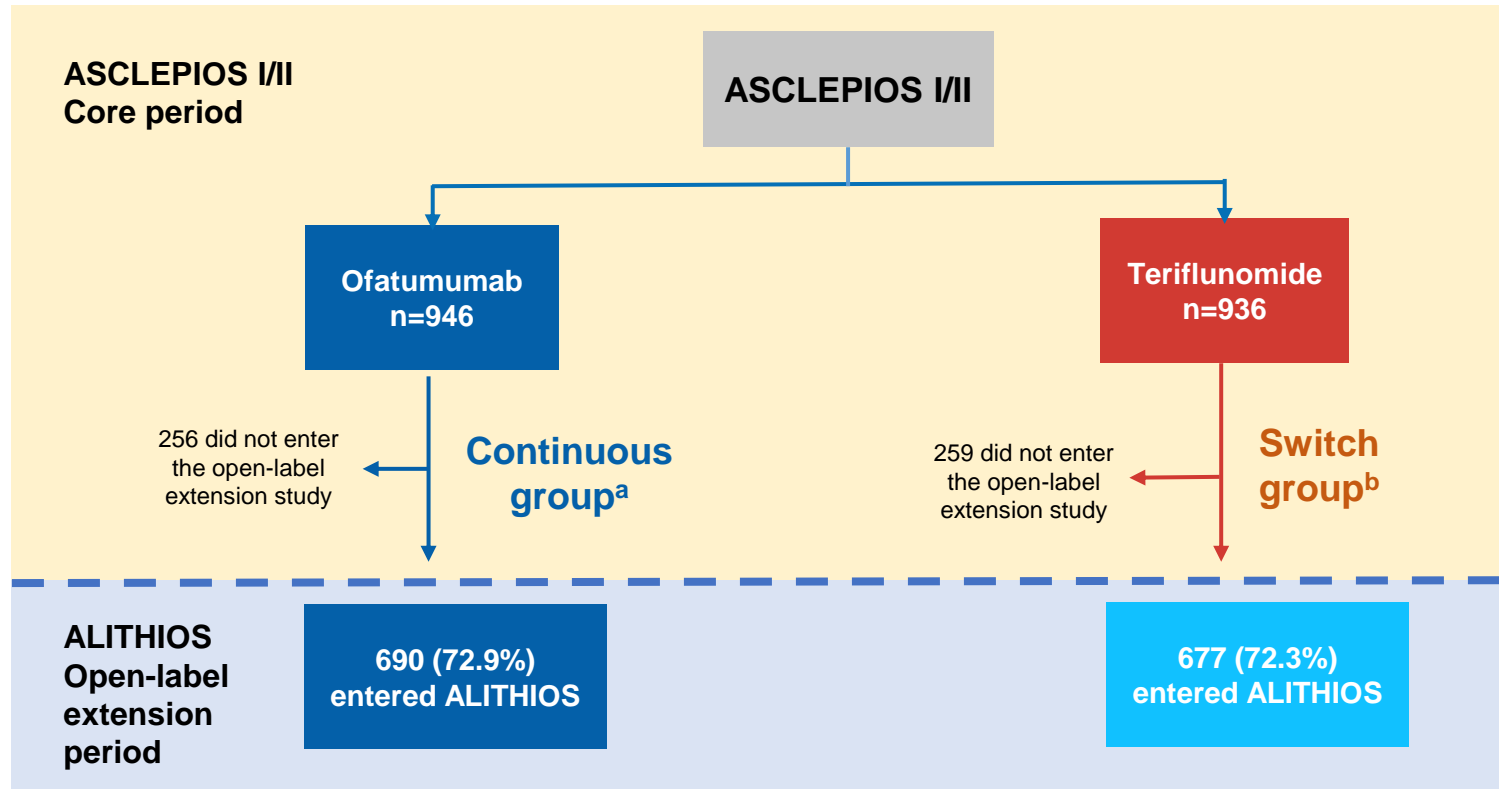 ASCLEPIOS I/II
Core period
ASCLEPIOS I/II
Ofatumumab
n=946
Teriflunomide
n=936
256 did not enter
the open-label
extension study
Continuous
groupᵃ
259 did not enter
the open-label
extension study
Switch
groupᵇ
ALITHIOS
Open-label
extension
period
690 (72.9%)
entered ALITHIOS
677 (72.3%)
entered ALITHIOS